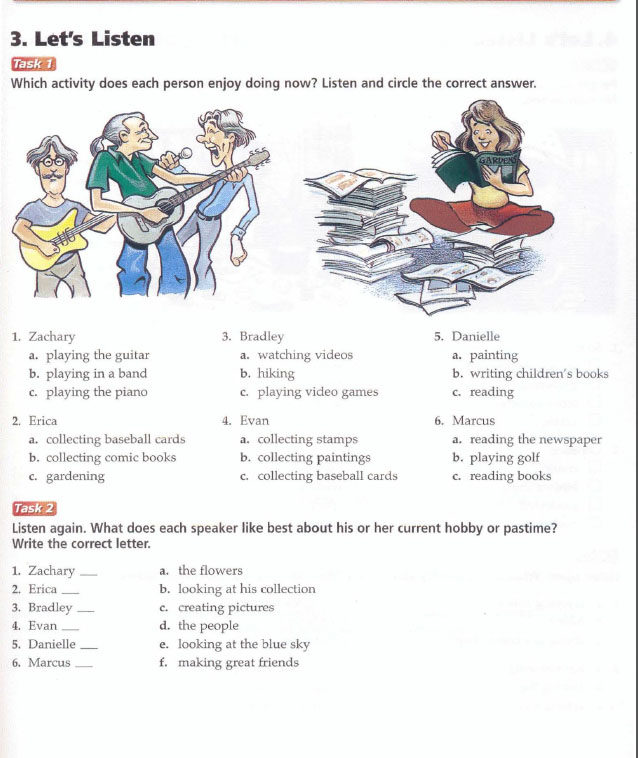 3. Let's Listen
Task 1
Which activity does each person enjoy doing now? Listen and circle the correct answer.
GARDEN
1. Zachary
a. playing the guitar
b. playing in a band
c. playing the piano
2. Erica
a. collecting baseball cards
b. collecting comic books
c. gardening
3. Bradley
a. watching videos
b. hiking
c. playing video games
4. Evan
a. collecting stamps
b. collecting paintings
c. collecting baseball cards
5. Danielle
a. painting
b. writing children's books
c. reading
6. Marcus
a. reading the newspaper
b. playing golf
c. reading books
Task 2
Listen again. What does each speaker like best about his or her current hobby or pastime?
Write the correct letter.
1. Zachary ___
2. Erica ___
3. Bradley ___
4. Evan ___
5. Danielle ___
6. Marcus ___
a. the flowers
b. looking at his collection
c. creating pictures
d. the people
e. looking at the blue sky
f. making great friends